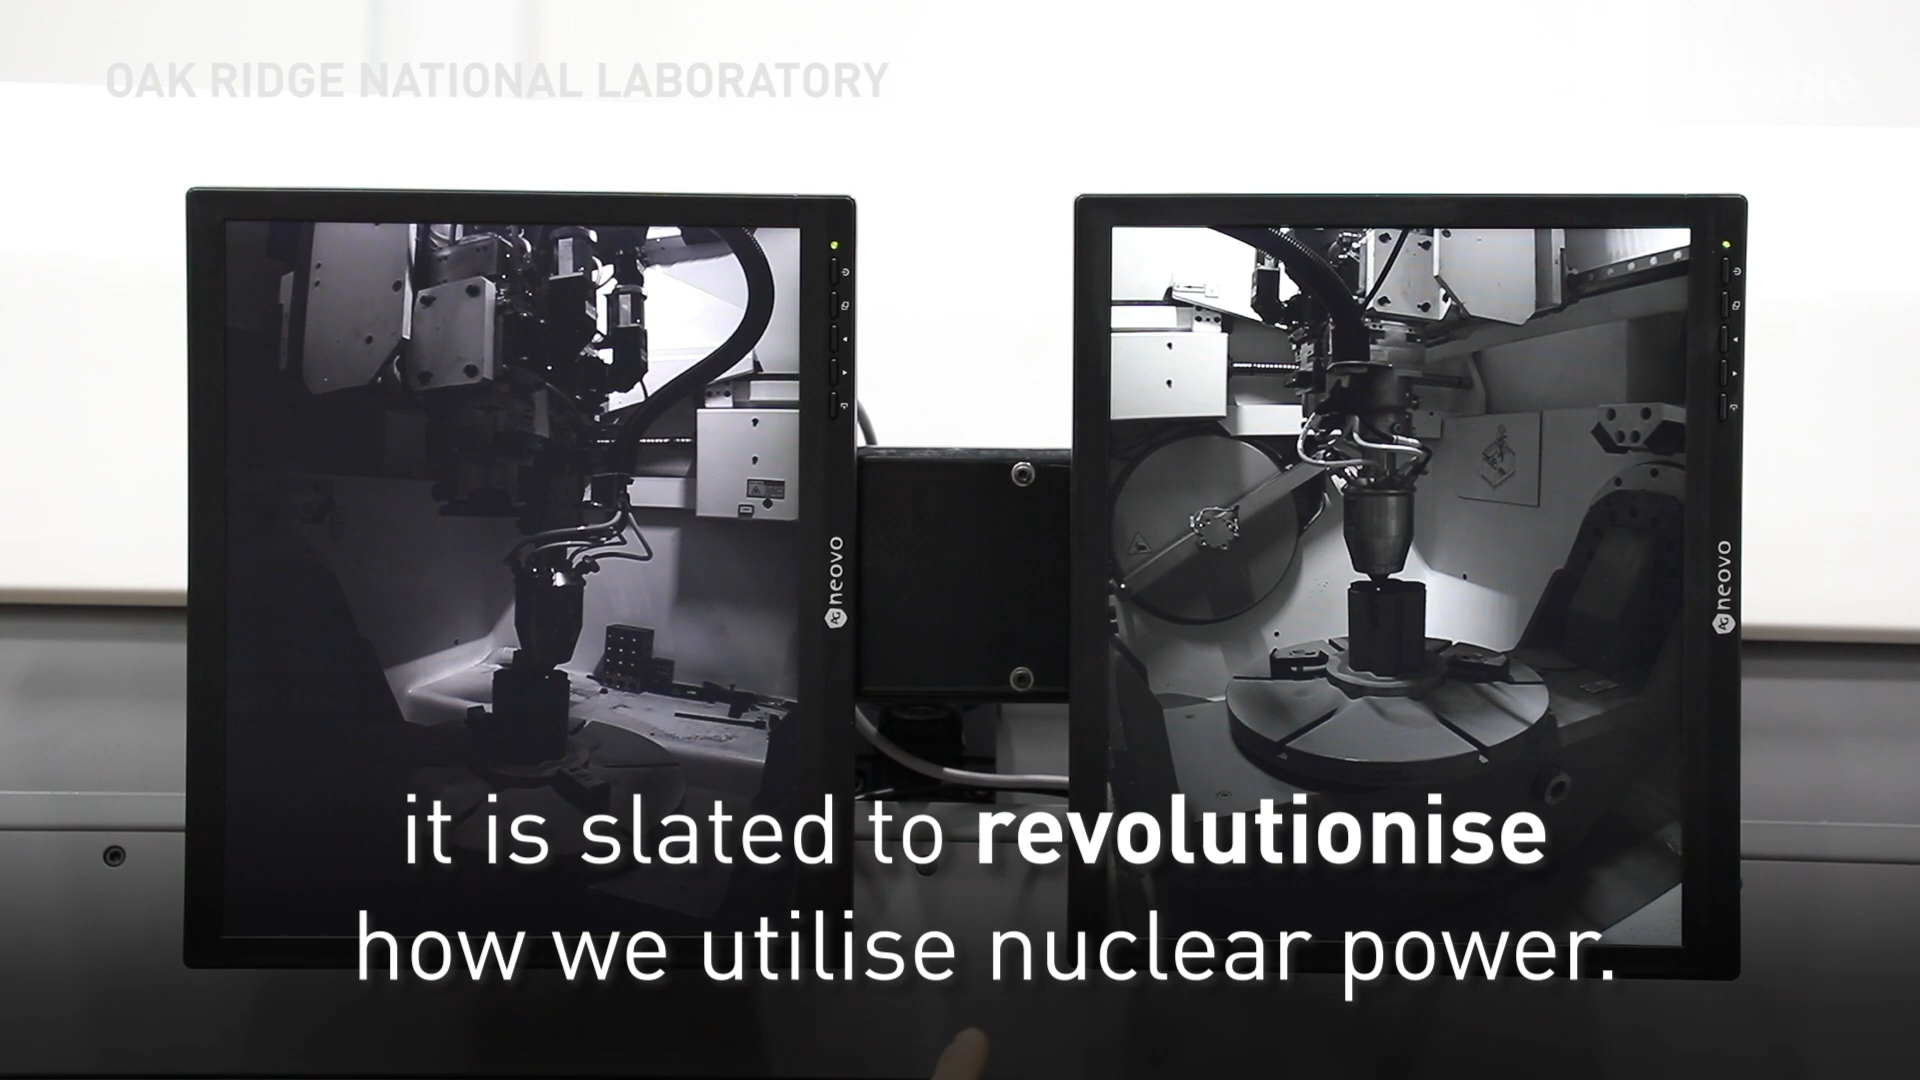 OAK RIDGE NATIONAL LABORATORY
neovo
neovo
it is slated to revolutionise
how we utilise nuclear power.